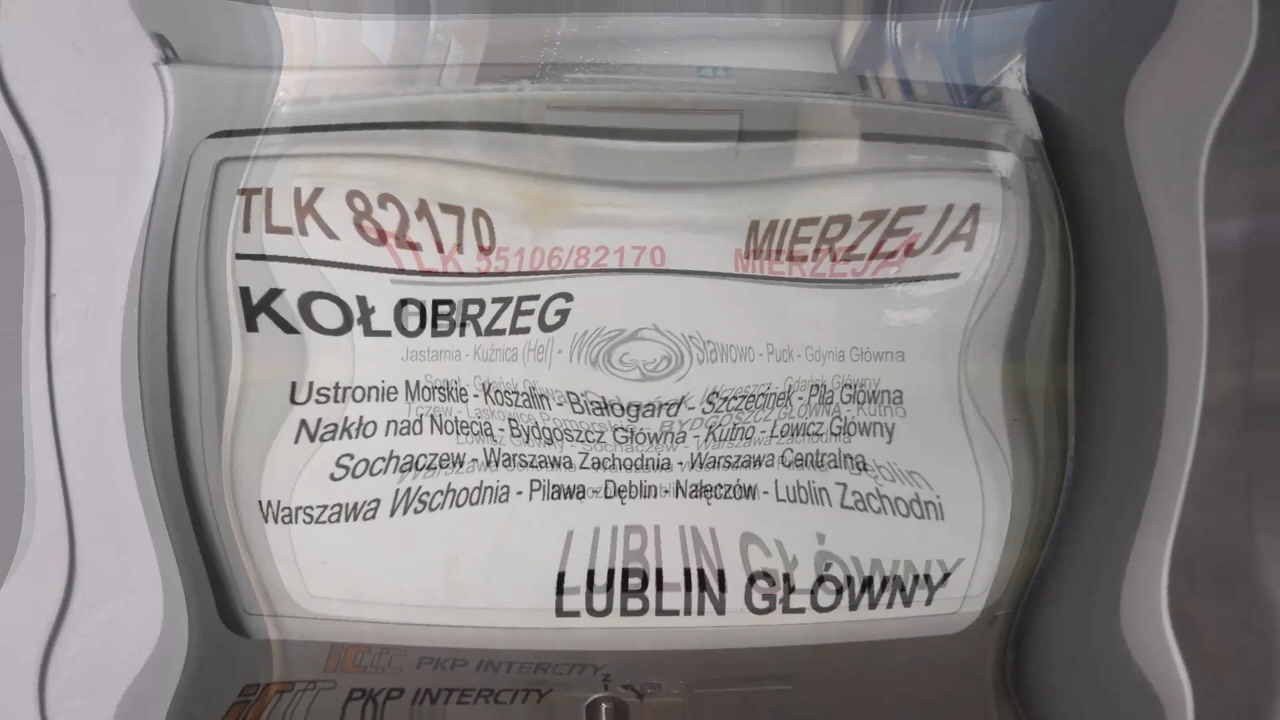 TLK 82170 MIERZEJA
TLK 55106/82170 MIERZEJA
KOŁOBRZEG
Jastarnia - Kuźnica (Hel) - Władysławowo - Puck - Gdynia Główna
Ustronie Morskie - Koszalin - Białogard - Szczecinek - Piła Główna
Nakło nad Notecią - Bydgoszcz Główna - Kutno - Łowicz Główny
Sochaczew - Warszawa Zachodnia - Warszawa Centralna
Warszawa Wschodnia - Pilawa - Dęblin - Nałęczów - Lublin Zachodni
LUBLIN GŁÓWNY
LUBLIN GŁÓWNY
PKP INTERCITY
PKP INTERCITY